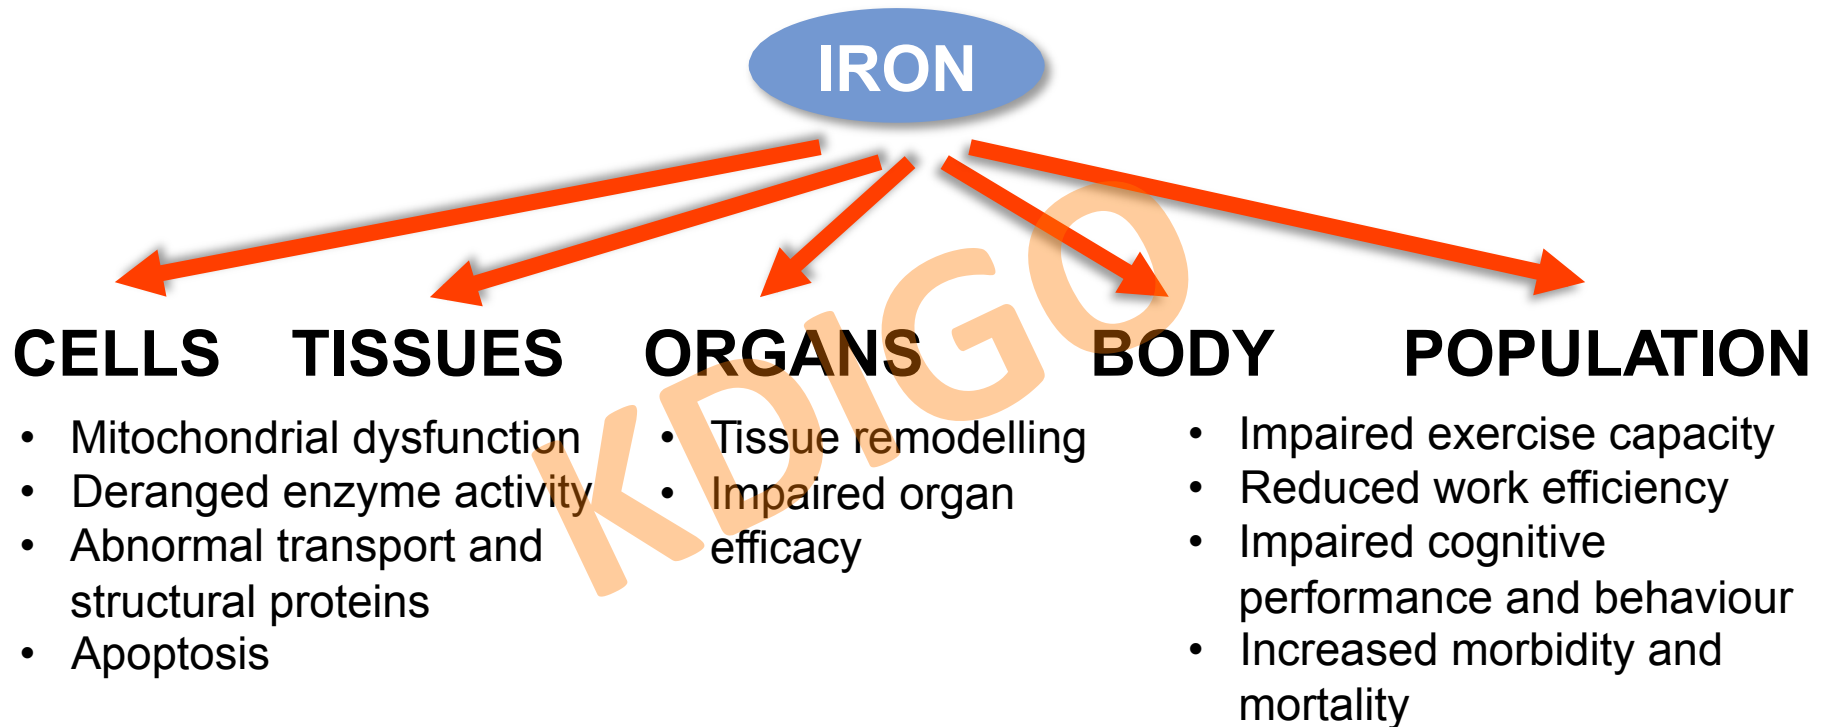 IRON
CELLS TISSUES ORGANS BODY POPULATION
• Mitochondrial dysfunction
• Deranged enzyme activity
• Abnormal transport and
structural proteins
• Apoptosis
• Tissue remodelling
• Impaired organ
efficacy
• Impaired exercise capacity
• Reduced work efficiency
• Impaired cognitive
performance and behaviour
• Increased morbidity and
mortality
KDIGO